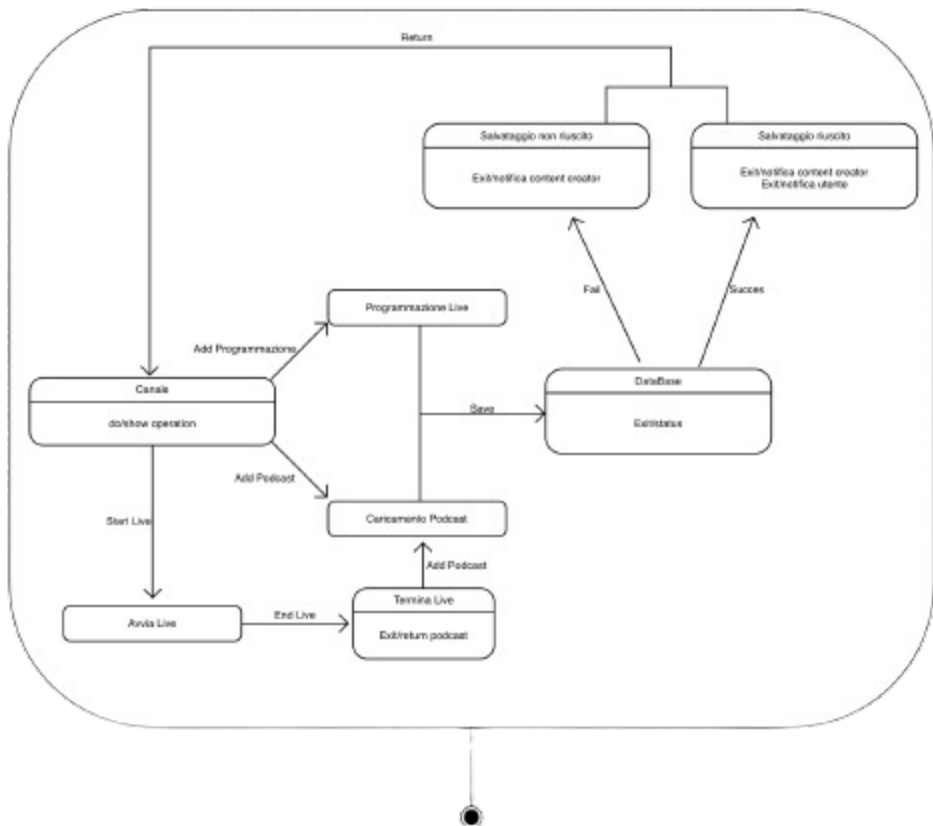 Return
Salvataggio non riuscito
Exit/notifica content creator
Salvataggio riuscito
Exit/notifica content creator
Exit/notifica utente
Fail
Succes
Programmazione Live
Add Programmazione
Canale
do/show operation
DataBase
Exit/status
Save
Add Podcast
Start Live
Caricamento Podcast
Add Podcast
Termina Live
Exit/return podcast
End Live
Avvia Live